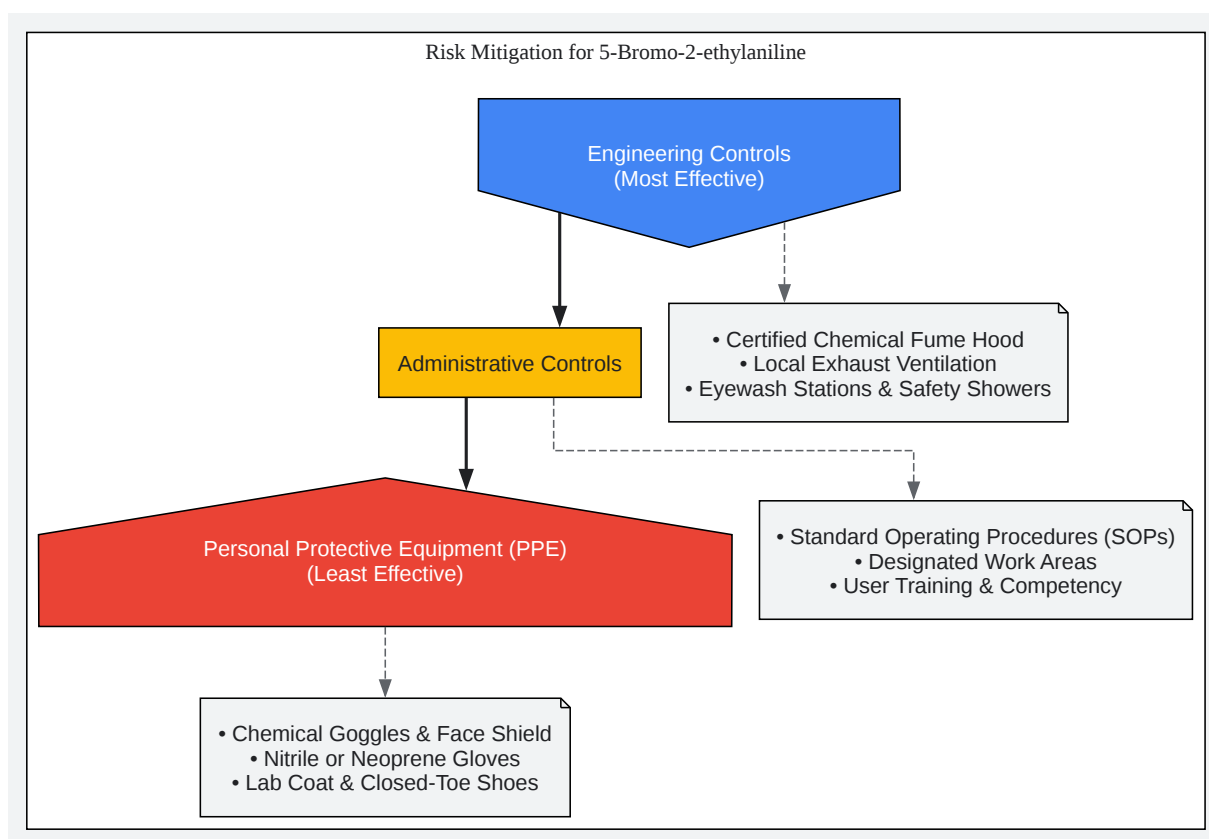 Risk Mitigation for 5-Bromo-2-ethylaniline
Engineering Controls
(Most Effective)
• Certified Chemical Fume Hood
• Local Exhaust Ventilation
• Eyewash Stations & Safety Showers
Administrative Controls
• Standard Operating Procedures (SOPs)
• Designated Work Areas
• User Training & Competency
Personal Protective Equipment (PPE)
(Least Effective)
• Chemical Goggles & Face Shield
• Nitrile or Neoprene Gloves
• Lab Coat & Closed-Toe Shoes